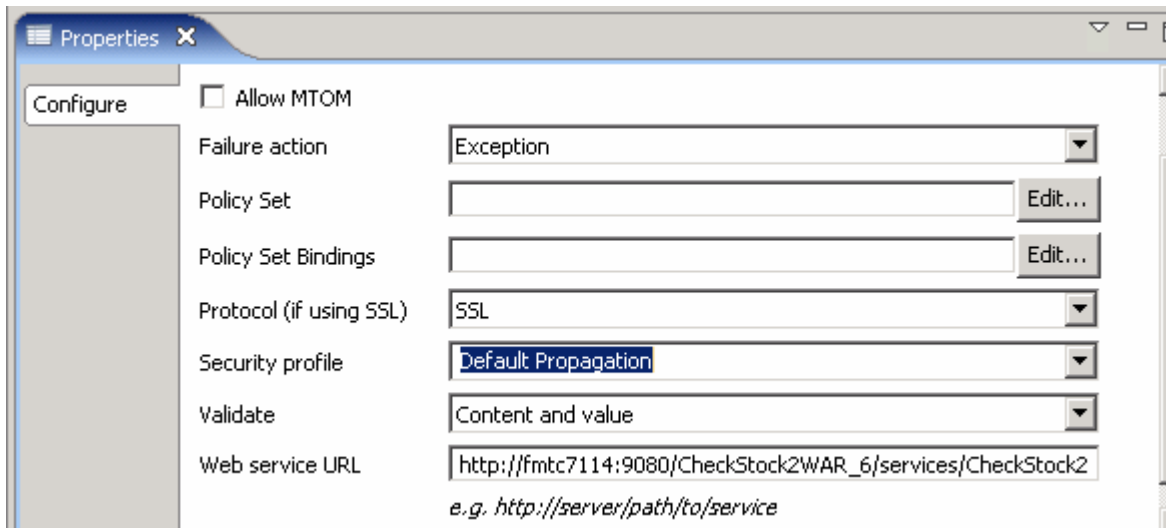 Properties
Configure
Allow MTOM
Failure action Exception
Policy Set Edit...
Policy Set Bindings Edit...
Protocol (if using SSL) SSL
Security profile Default Propagation
Validate Content and value
Web service URL http://fmtc7114:9080/CheckStock2WAR_6/services/CheckStock2
e.g. http://server/path/to/service